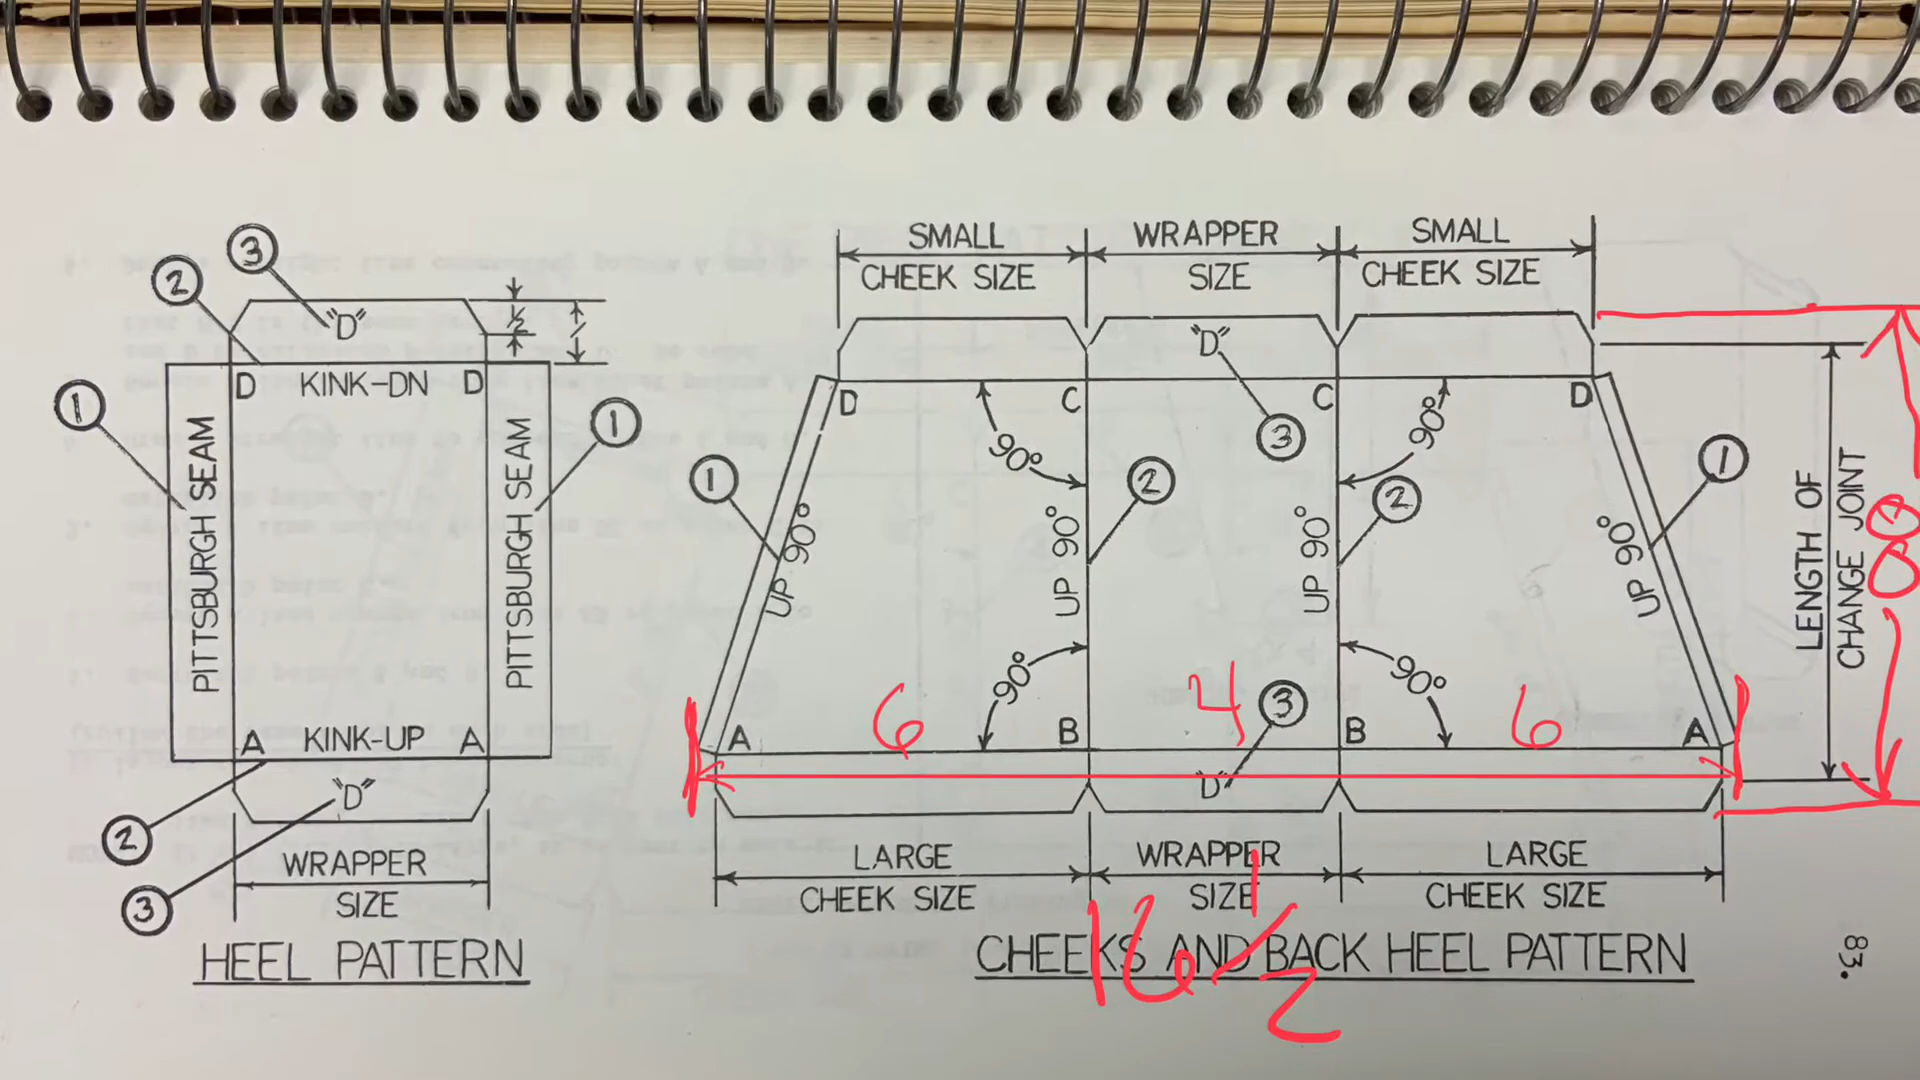 SMALL
CHEEK SIZE
WRAPPER
SIZE
SMALL
CHEEK SIZE
3
2
"D"
1/2
1
D KINK-DN D
1
1
PITTSBURGH SEAM
PITTSBURGH SEAM
A KINK-UP A
"D"
2
3
WRAPPER
SIZE
HEEL PATTERN
"D"
D
C
C
D
3
90°
90°
1
2
2
1
UP 90°
UP 90°
UP 90°
UP 90°
90°
90°
LENGTH OF
CHANGE JOINT
6
4
6
3
A
B
B
A
"D"
LARGE
CHEEK SIZE
WRAPPER
SIZE
LARGE
CHEEK SIZE
16 1/2
CHEEKS AND BACK HEEL PATTERN
83.